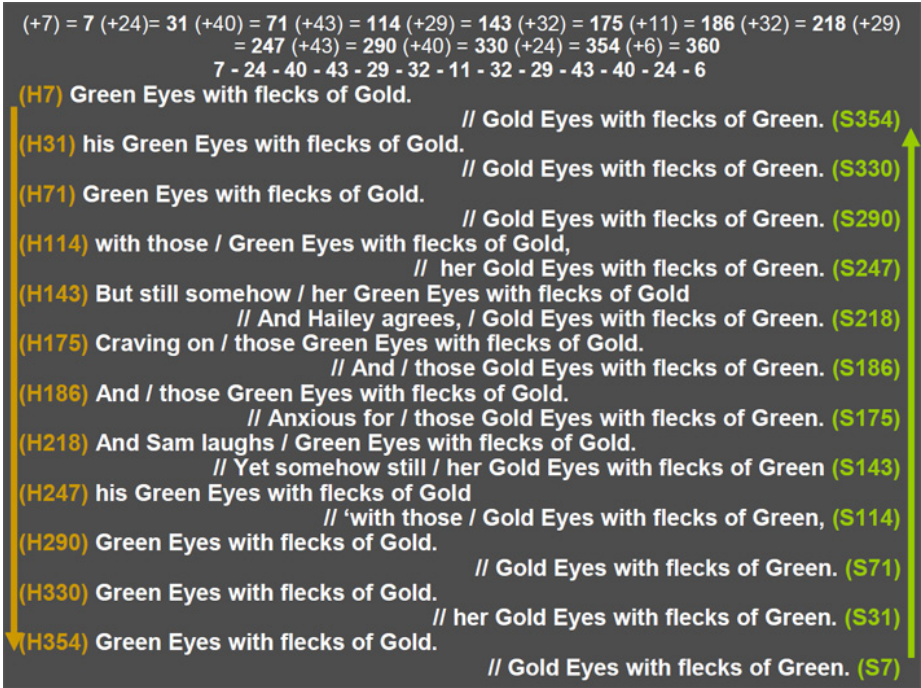 (+7) = 7 (+24)= 31 (+40) = 71 (+43) = 114 (+29) = 143 (+32) = 175 (+11) = 186 (+32) = 218 (+29)
= 247 (+43) = 290 (+40) = 330 (+24) = 354 (+6) = 360
7 - 24 - 40 - 43 - 29 - 32 - 11 - 32 - 29 - 43 - 40 - 24 - 6
(H7) Green Eyes with flecks of Gold.
// Gold Eyes with flecks of Green. (S354)
(H31) his Green Eyes with flecks of Gold.
// Gold Eyes with flecks of Green. (S330)
(H71) Green Eyes with flecks of Gold.
// Gold Eyes with flecks of Green. (S290)
(H114) with those / Green Eyes with flecks of Gold,
// her Gold Eyes with flecks of Green. (S247)
(H143) But still somehow / her Green Eyes with flecks of Gold
// And Hailey agrees, / Gold Eyes with flecks of Green. (S218)
(H175) Craving on / those Green Eyes with flecks of Gold.
// And / those Gold Eyes with flecks of Green. (S186)
(H186) And / those Green Eyes with flecks of Gold.
// Anxious for / those Gold Eyes with flecks of Green. (S175)
(H218) And Sam laughs / Green Eyes with flecks of Gold.
// Yet somehow still / her Gold Eyes with flecks of Green (S143)
(H247) his Green Eyes with flecks of Gold
// ‘with those / Gold Eyes with flecks of Green, (S114)
(H290) Green Eyes with flecks of Gold.
// Gold Eyes with flecks of Green. (S71)
(H330) Green Eyes with flecks of Gold.
// her Gold Eyes with flecks of Green. (S31)
(H354) Green Eyes with flecks of Gold.
// Gold Eyes with flecks of Green. (S7)